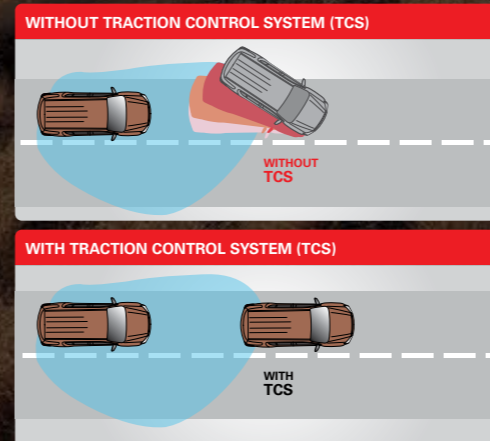 WITHOUT TRACTION CONTROL SYSTEM (TCS)
WITHOUT
TCS
WITH TRACTION CONTROL SYSTEM (TCS)
WITH
TCS